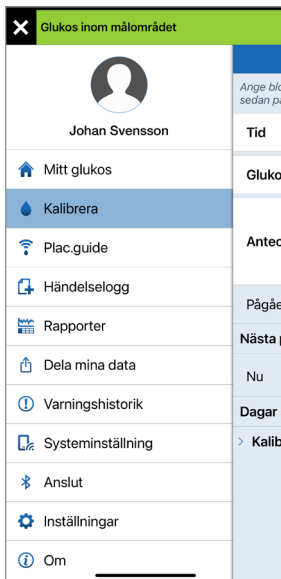 Glukos inom målområdet
Johan Svensson
Mitt glukos
Kalibrera
Plac.guide
Händelselogg
Rapporter
Dela mina data
Varningshistorik
Systeminställning
Anslut
Inställningar
Om
Ange blo
sedan på
Tid
Gluko
Antec
Pågåe
Nästa p
Nu
Dagar
Kalib